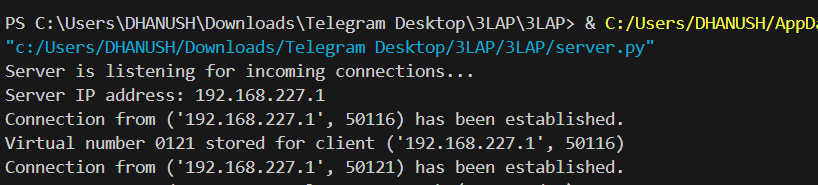 PS C:\Users\DHANUSH\Downloads\Telegram Desktop\3LAP\3LAP> & C:/Users/DHANUSH/AppDa
"c:/Users/DHANUSH/Downloads/Telegram Desktop/3LAP/3LAP/server.py"
Server is listening for incoming connections...
Server IP address: 192.168.227.1
Connection from ('192.168.227.1', 50116) has been established.
Virtual number 0121 stored for client ('192.168.227.1', 50116)
Connection from ('192.168.227.1', 50121) has been established.